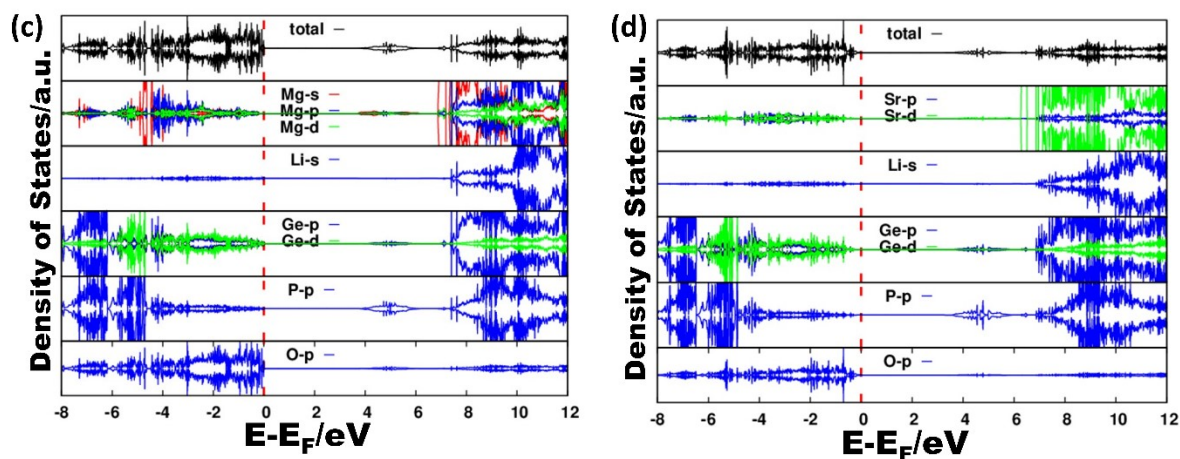 (c)
Density of States/a.u.
total
Mg-s
Mg-p
Mg-d
Li-s
Ge-p
Ge-d
P-p
O-p
-8 -6 -4 -2 0 2 4 6 8 10 12
E-E_F/eV
(d)
Density of States/a.u.
total
Sr-p
Sr-d
Li-s
Ge-p
Ge-d
P-p
O-p
-8 -6 -4 -2 0 2 4 6 8 10 12
E-E_F/eV